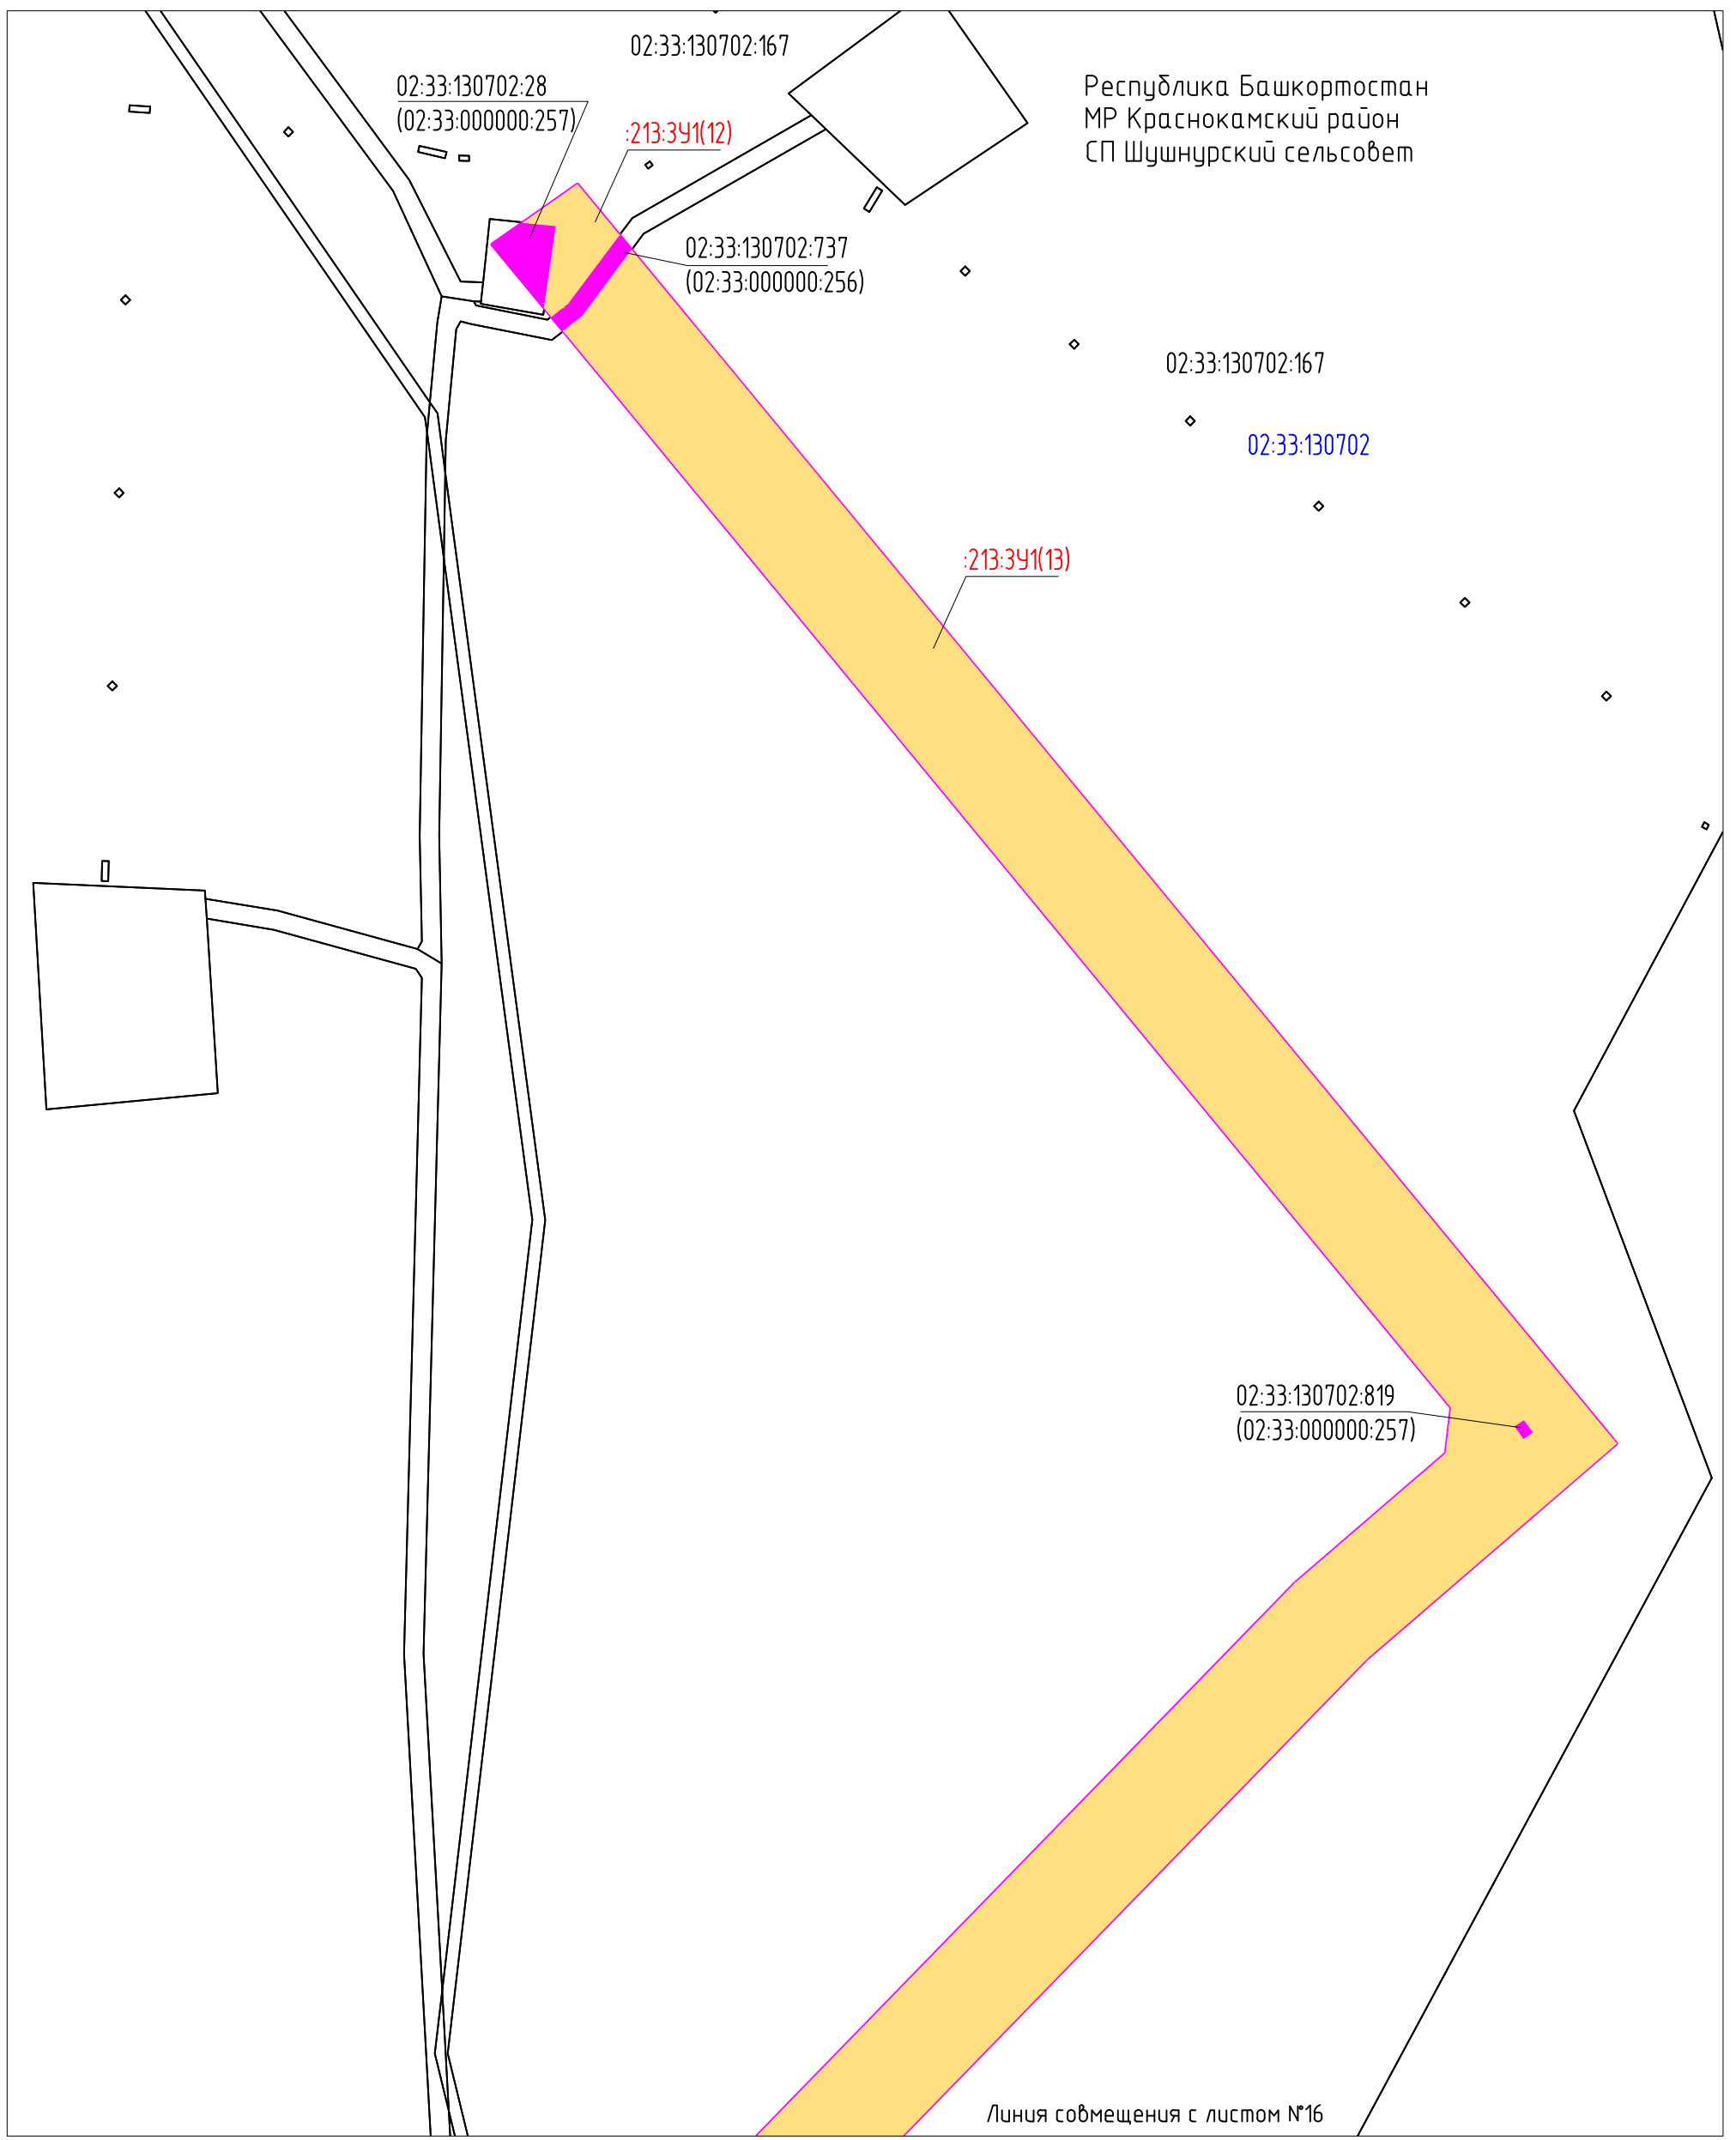 02:33:130702:167
02:33:130702:28
(02:33:000000:257)
:213:ЗУ1(12)
Республика Башкортостан
МР Краснокамский район
СП Шушнурский сельсовет
02:33:130702:737
(02:33:000000:256)
02:33:130702:167
02:33:130702
:213:ЗУ1(13)
02:33:130702:819
(02:33:000000:257)
Линия совмещения с листом №16